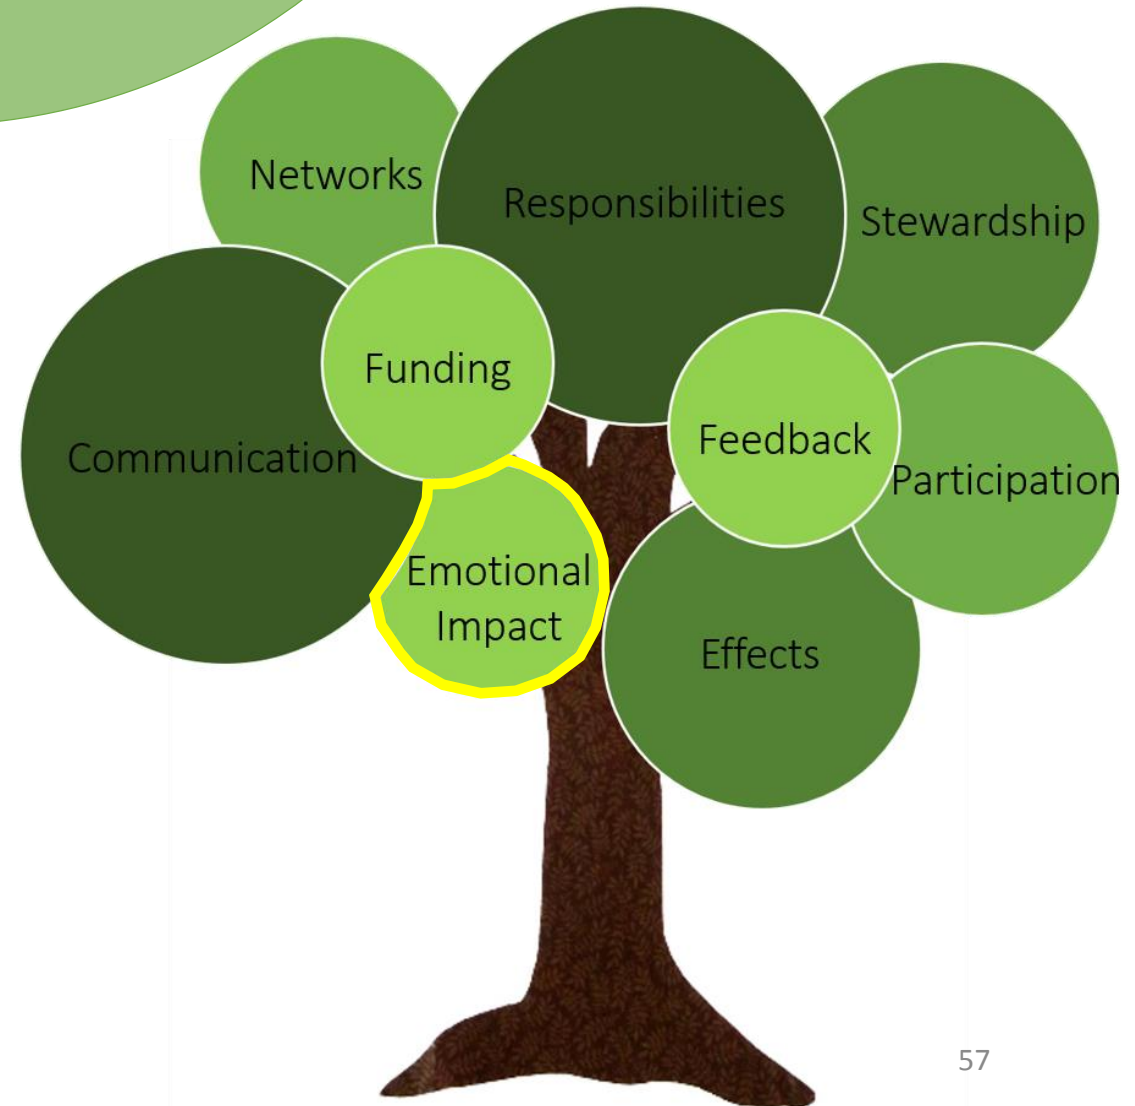 Networks
Responsibilities
Stewardship
Funding
Communication
Feedback
Participation
Emotional
Impact
Effects
57